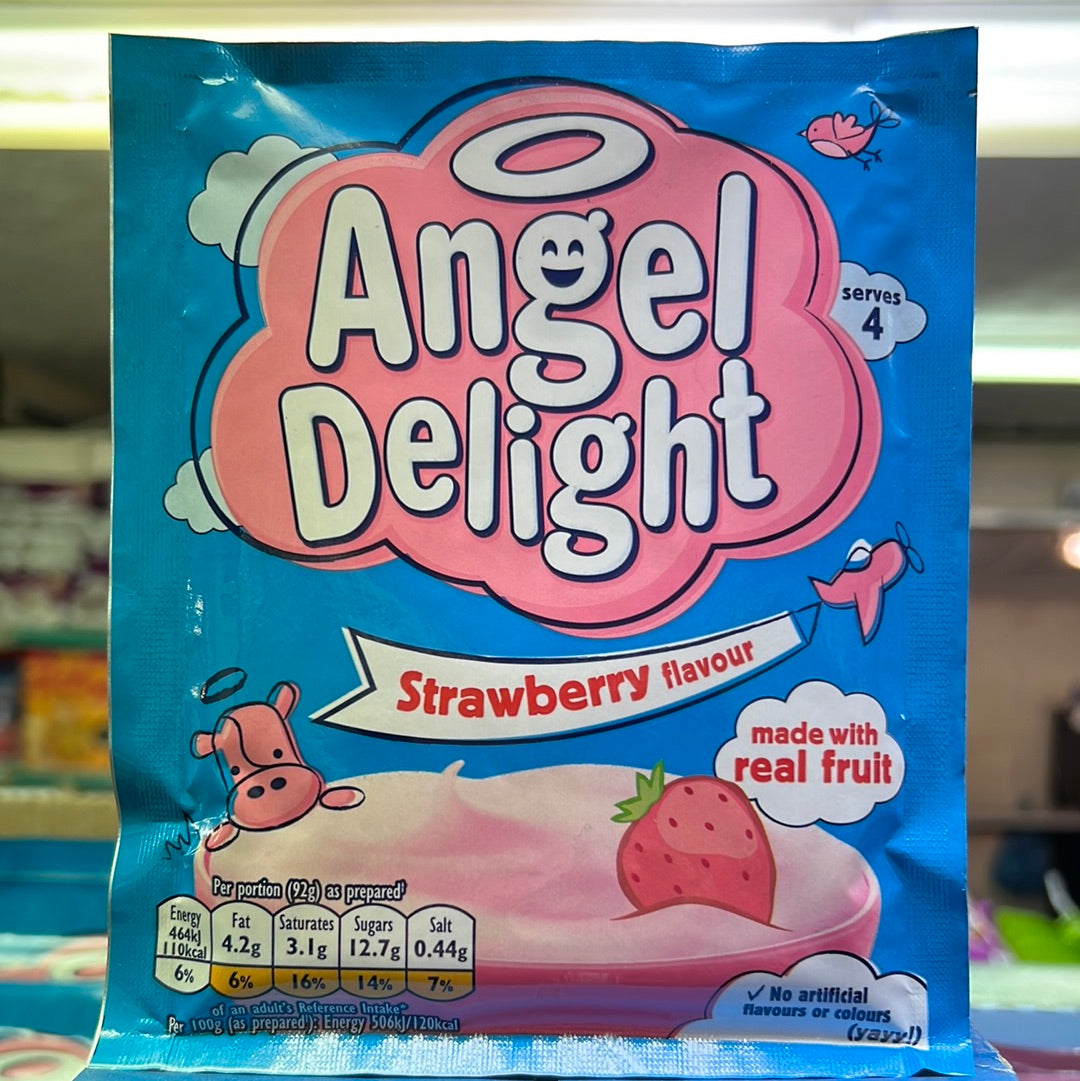 Angel
Delight
serves
4
Strawberry flavour
made with
real fruit
Per portion (92g) as prepared†
Energy
464kJ
110kcal
6%
Fat
4.2g
6%
Saturates
3.1g
16%
Sugars
12.7g
14%
Salt
0.44g
7%
of an adult's Reference Intake*
Per 100g (as prepared†): Energy 506kJ/120kcal
✓ No artificial
flavours or colours
(yayy!)